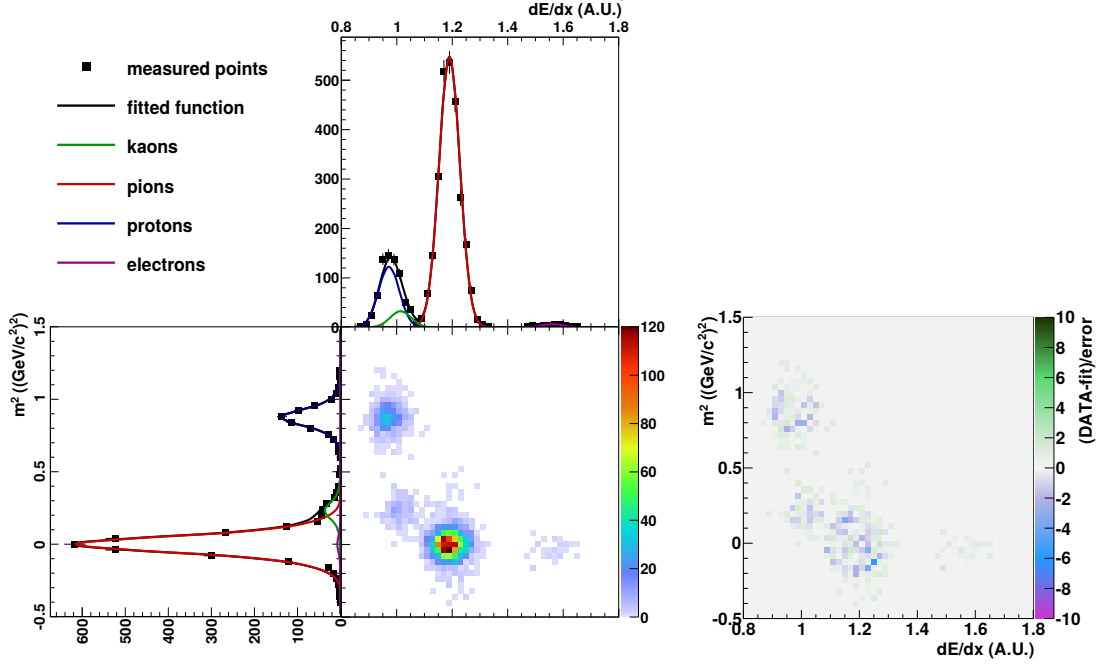 dE/dx (A.U.)
0.8 1 1.2 1.4 1.6 1.8
measured points
fitted function
kaons
pions
protons
electrons
500
400
300
200
100
0
m² ((GeV/c²)²)
1.5
1
0.5
0
-0.5
600 500 400 300 200 100 0
120
100
80
60
40
20
0
m² ((GeV/c²)²)
1.5
1
0.5
0
-0.5
0.8 1 1.2 1.4 1.6 1.8
dE/dx (A.U.)
10
8
6
4
2
0
-2
-4
-6
-8
-10
(DATA-fit)/error